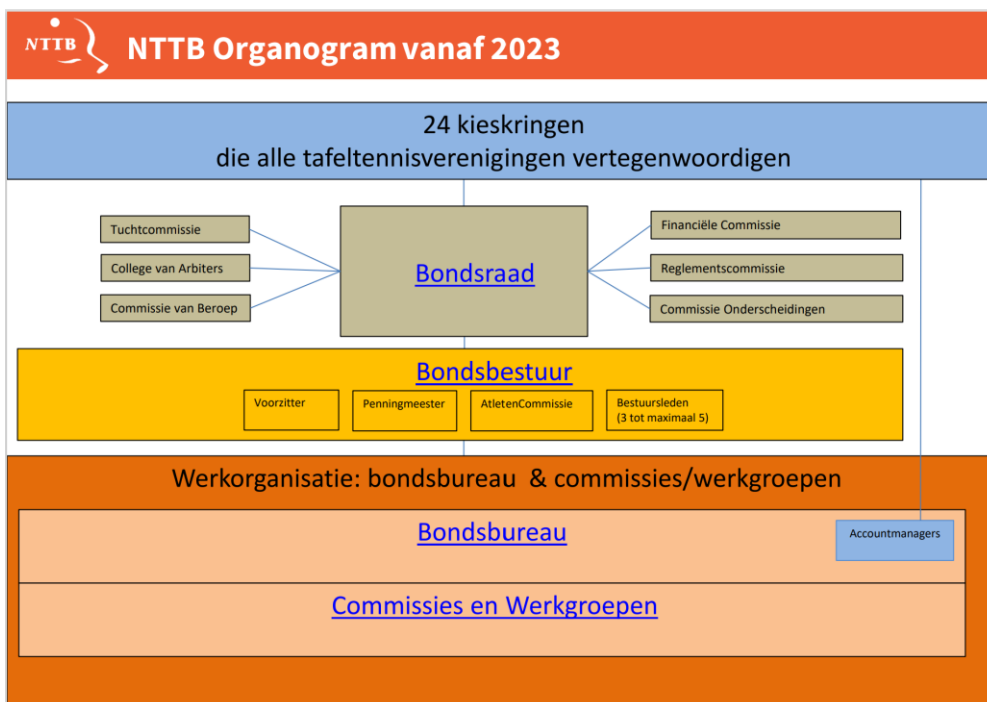 NTTB
NTTB Organogram vanaf 2023
24 kieskringen
die alle tafeltennisverenigingen vertegenwoordigen
Tuchtcommissie
College van Arbiters
Commissie van Beroep
Bondsraad
Financiële Commissie
Reglementscommissie
Commissie Onderscheidingen
Bondsbestuur
Voorzitter
Penningmeester
AtletenCommissie
Bestuursleden
(3 tot maximaal 5)
Werkorganisatie: bondsbureau & commissies/werkgroepen
Bondsbureau
Accountmanagers
Commissies en Werkgroepen